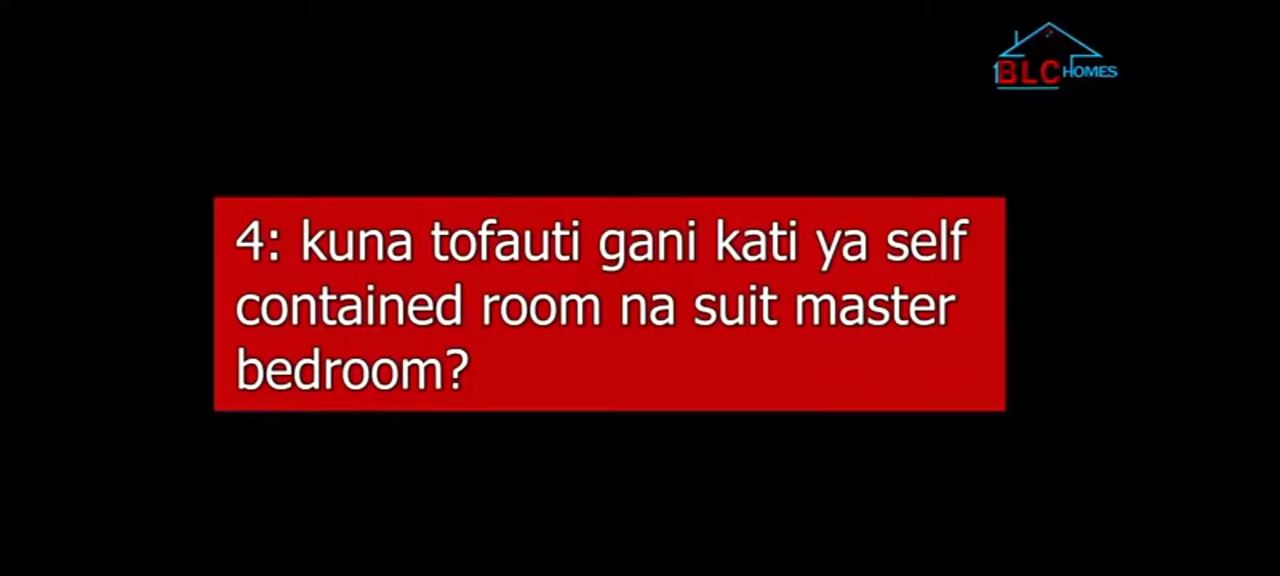 BLC HOMES
4: kuna tofauti gani kati ya self
contained room na suit master
bedroom?